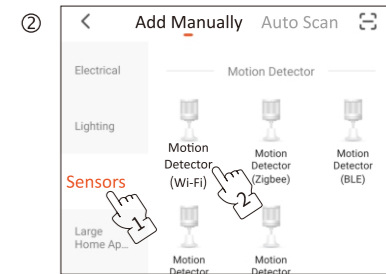 ②
Add Manually Auto Scan
Electrical
Motion Detector
Lighting
Motion
Detector
(Wi-Fi)
Motion
Detector
(Zigbee)
Motion
Detector
(BLE)
Sensors
1
2
Large
Home Ap...
Motion
Detector
Motion
Detector